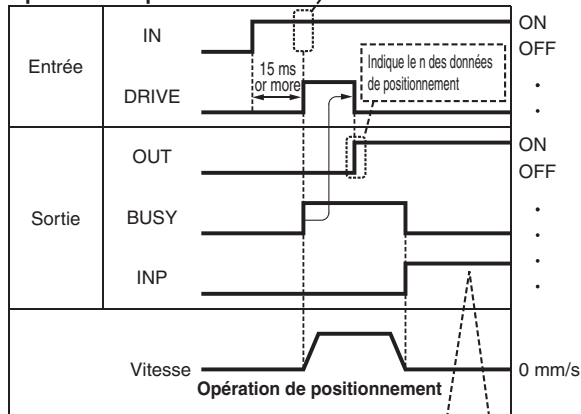 IN
ON
OFF
Entrée
15 ms
or more
Indique le n des données
de positionnement
DRIVE
OUT
ON
OFF
Sortie
BUSY
INP
Vitesse
0 mm/s
Opération de positionnement